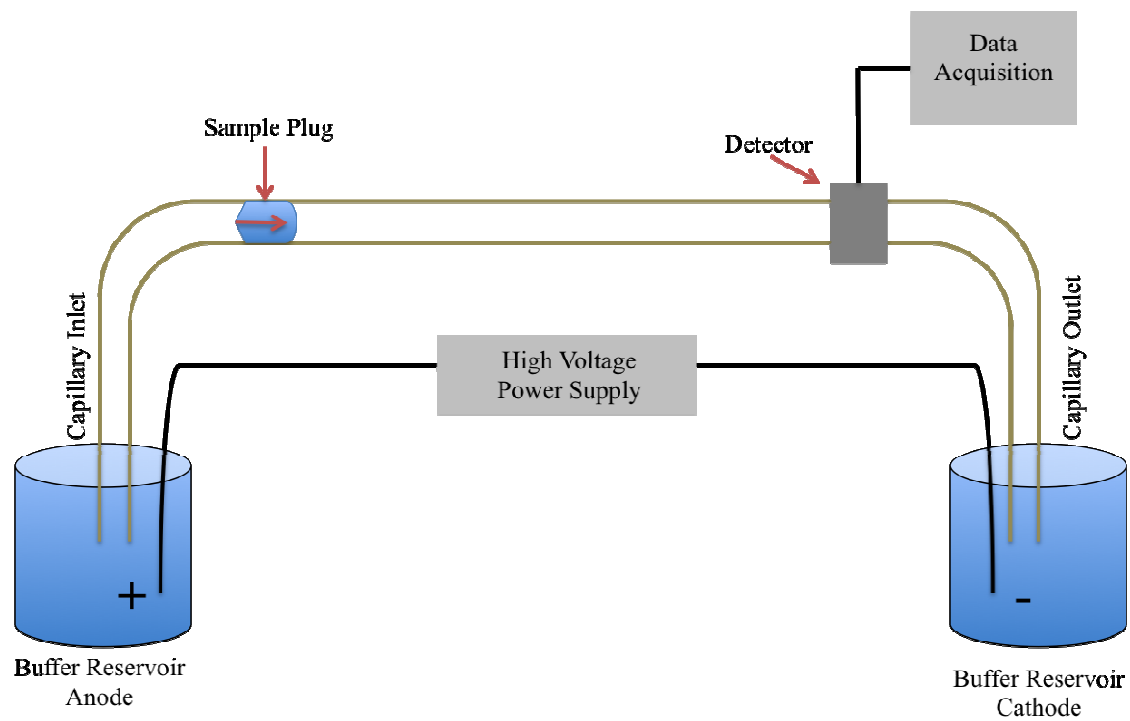 Data
Acquisition
Sample Plug
Detector
Capillary Inlet
High Voltage
Power Supply
Capillary Outlet
+
-
Buffer Reservoir
Anode
Buffer Reservoir
Cathode